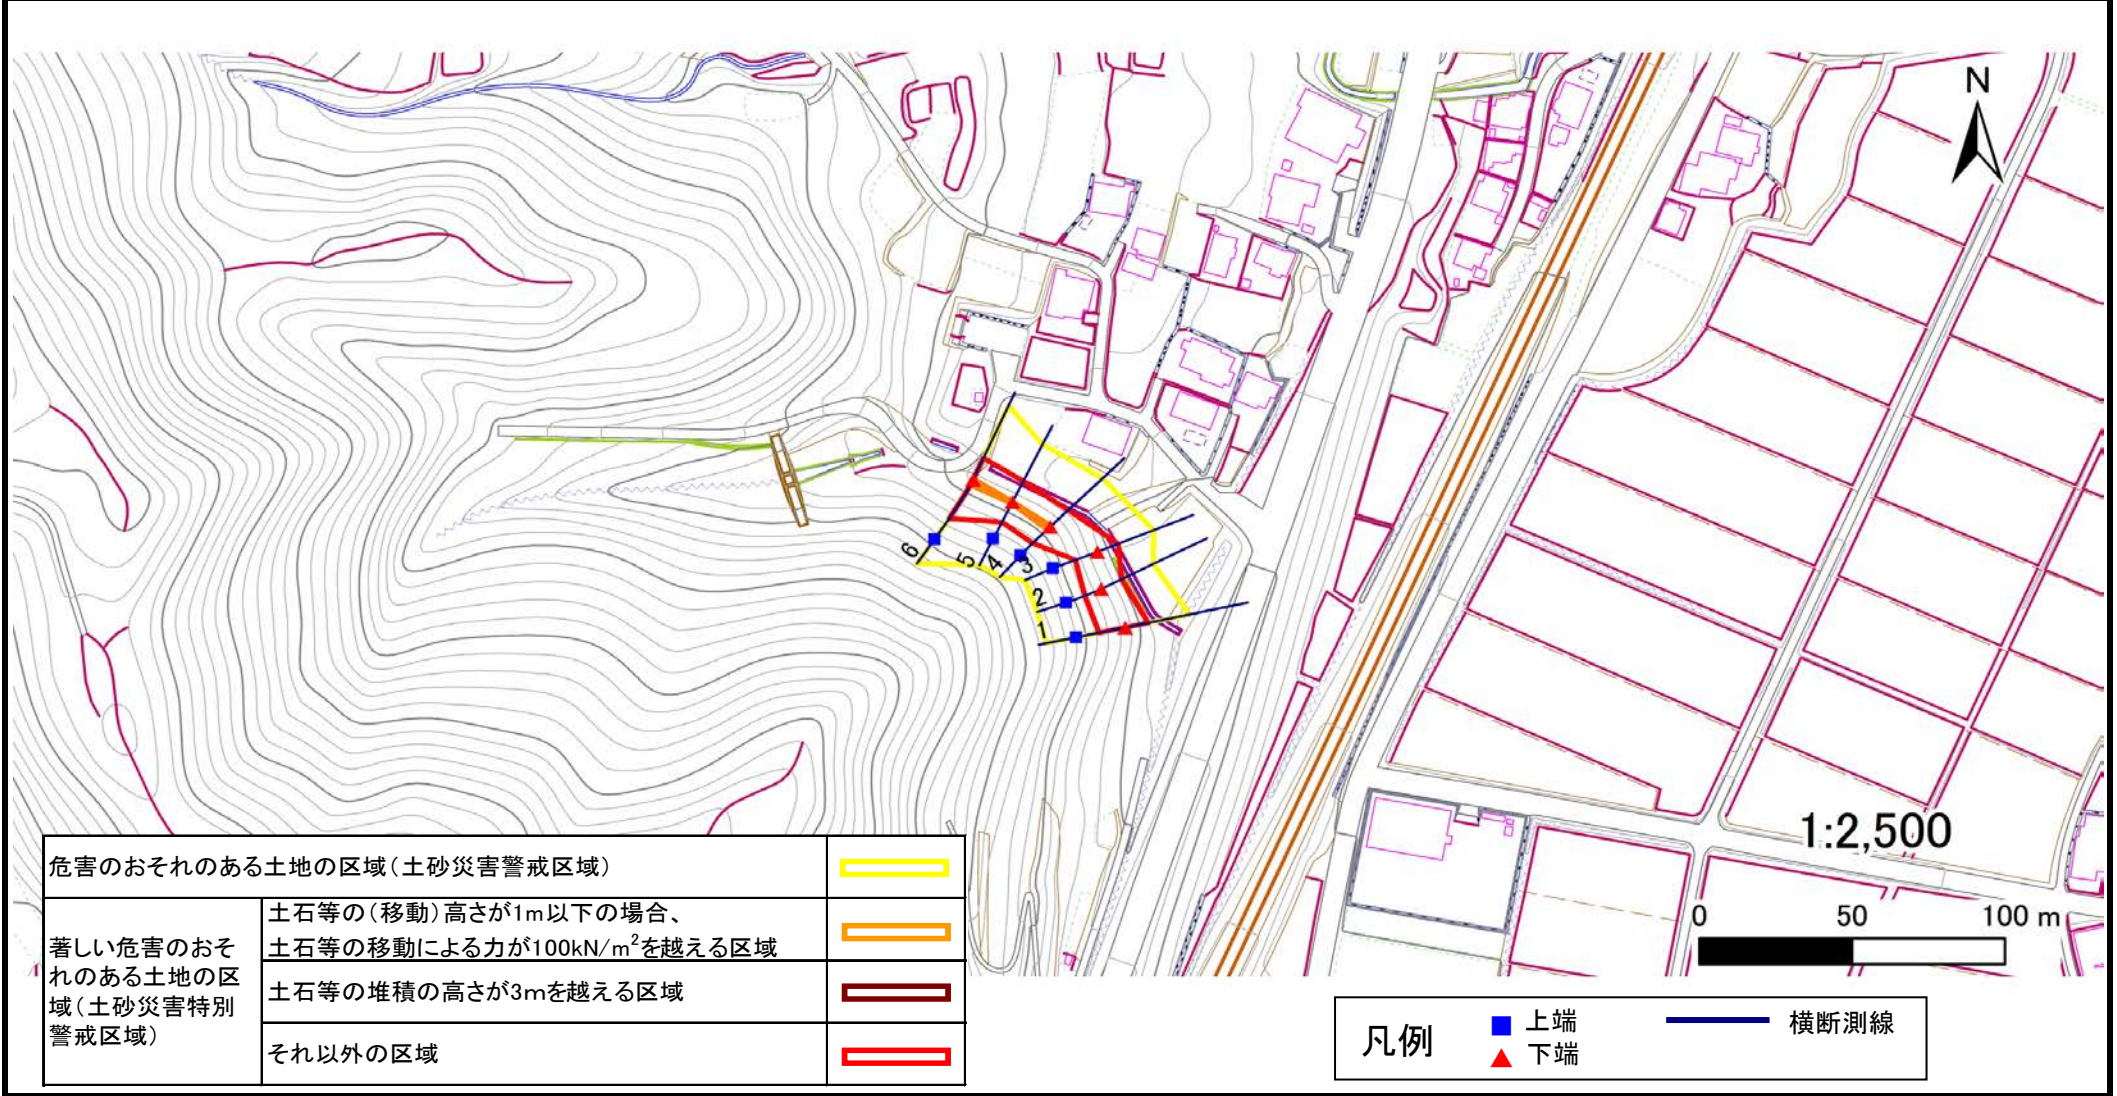 N
6
5
4
3
2
1
1:2,500
0 50 100 m
危害のおそれのある土地の区域(土砂災害警戒区域)
著しい危害のおそ
れのある土地の区
域(土砂災害特別
警戒区域)
土石等の(移動)高さが1m以下の場合、
土石等の移動による力が100kN/m²を越える区域
土石等の堆積の高さが3mを越える区域
それ以外の区域
凡例
上端
下端
横断測線